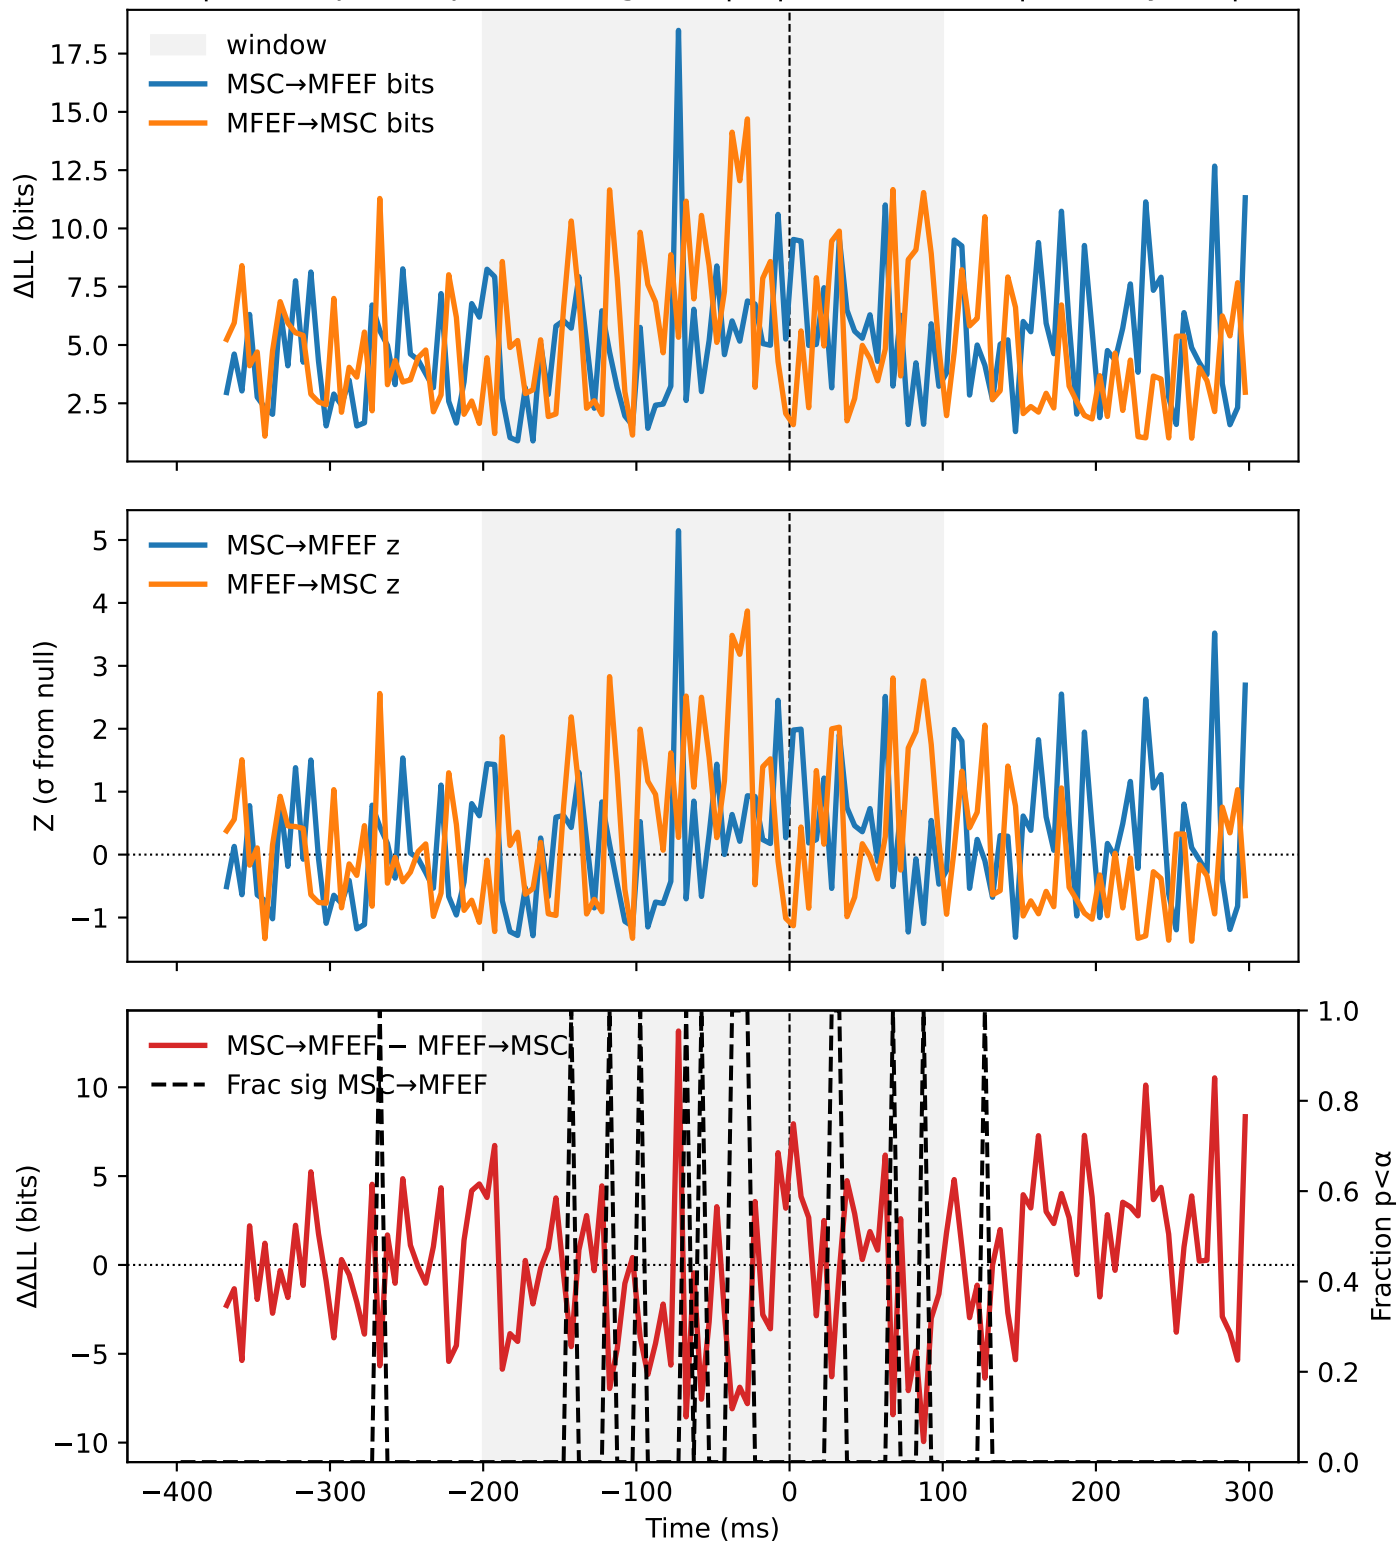 window
MSC→MFEF bits
MFEF→MSC bits
ΔLL (bits)
17.5
15.0
12.5
10.0
7.5
5.0
2.5
MSC→MFEF z
MFEF→MSC z
Z (σ from null)
5
4
3
2
1
0
−1
MSC→MFEF − MFEF→MSC
Frac sig MSC→MFEF
ΔΔLL (bits)
10
5
0
−5
−10
1.0
0.8
0.6
0.4
0.2
0.0
Fraction p<α
−400 −300 −200 −100 0 100 200 300
Time (ms)